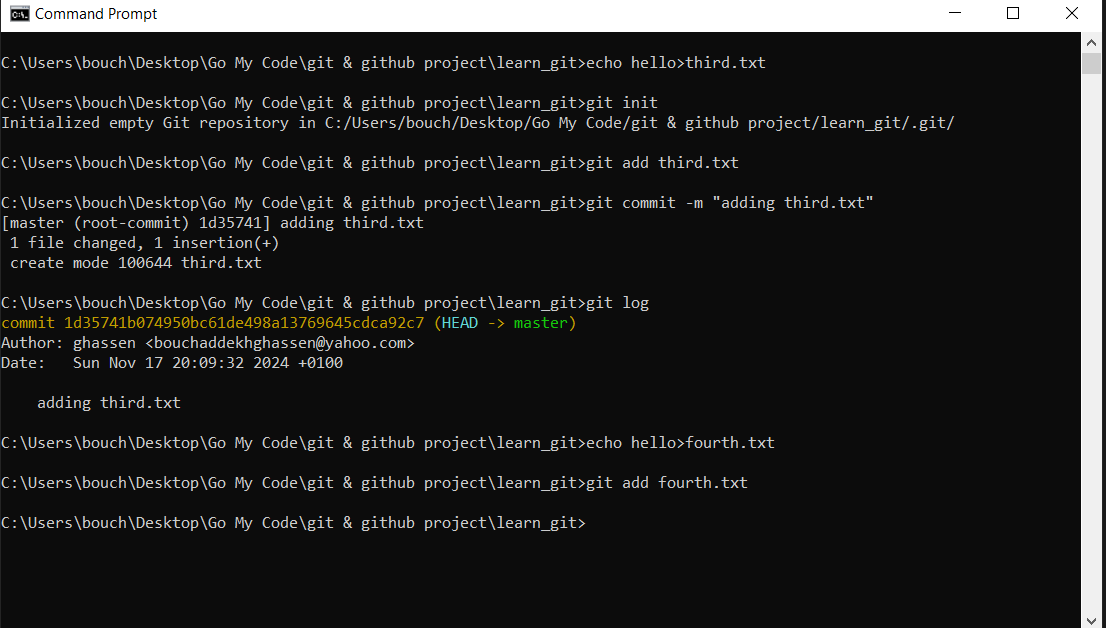 Command Prompt
C:\Users\bouch\Desktop\Go My Code\git & github project\learn_git>echo hello>third.txt
C:\Users\bouch\Desktop\Go My Code\git & github project\learn_git>git init
Initialized empty Git repository in C:/Users/bouch/Desktop/Go My Code/git & github project/learn_git/.git/
C:\Users\bouch\Desktop\Go My Code\git & github project\learn_git>git add third.txt
C:\Users\bouch\Desktop\Go My Code\git & github project\learn_git>git commit -m "adding third.txt"
[master (root-commit) 1d35741] adding third.txt
 1 file changed, 1 insertion(+)
 create mode 100644 third.txt
C:\Users\bouch\Desktop\Go My Code\git & github project\learn_git>git log
commit 1d35741b074950bc61de498a13769645cdca92c7 (HEAD -> master)
Author: ghassen <bouchaddekhghassen@yahoo.com>
Date:   Sun Nov 17 20:09:32 2024 +0100
    adding third.txt
C:\Users\bouch\Desktop\Go My Code\git & github project\learn_git>echo hello>fourth.txt
C:\Users\bouch\Desktop\Go My Code\git & github project\learn_git>git add fourth.txt
C:\Users\bouch\Desktop\Go My Code\git & github project\learn_git>